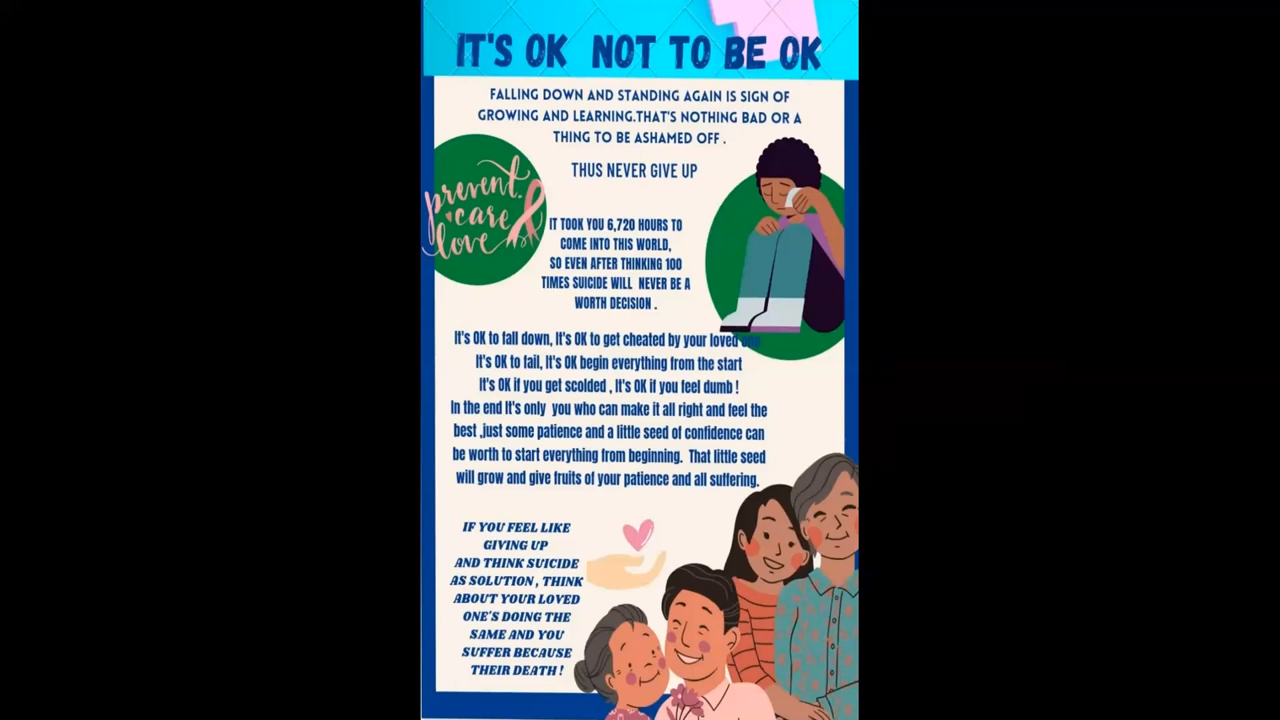 IT'S OK NOT TO BE OK
FALLING DOWN AND STANDING AGAIN IS SIGN OF
GROWING AND LEARNING.THAT'S NOTHING BAD OR A
THING TO BE ASHAMED OFF .
THUS NEVER GIVE UP
prevent.
care
love
IT TOOK YOU 6,720 HOURS TO
COME INTO THIS WORLD,
SO EVEN AFTER THINKING 100
TIMES SUICIDE WILL NEVER BE A
WORTH DECISION .
It's OK to fall down, It's OK to get cheated by your loved one
It's OK to fail, It's OK begin everything from the start
It's OK if you get scolded , It's OK if you feel dumb !
In the end It's only you who can make it all right and feel the
best ,just some patience and a little seed of confidence can
be worth to start everything from beginning. That little seed
will grow and give fruits of your patience and all suffering.
IF YOU FEEL LIKE
GIVING UP
AND THINK SUICIDE
AS SOLUTION , THINK
ABOUT YOUR LOVED
ONE'S DOING THE
SAME AND YOU
SUFFER BECAUSE
THEIR DEATH !